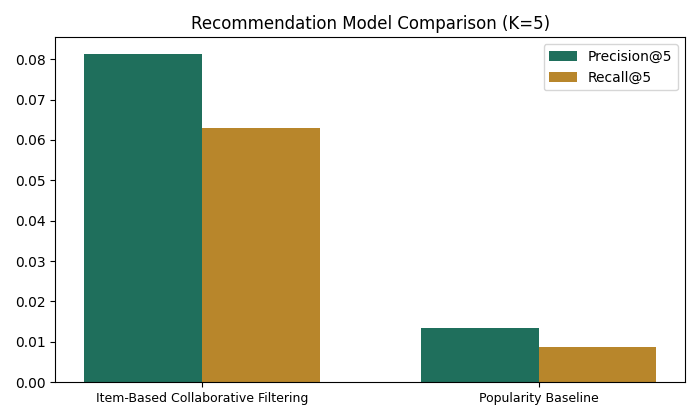 Recommendation Model Comparison (K=5)
Precision@5
Recall@5
0.08
0.07
0.06
0.05
0.04
0.03
0.02
0.01
0.00
Item-Based Collaborative Filtering
Popularity Baseline